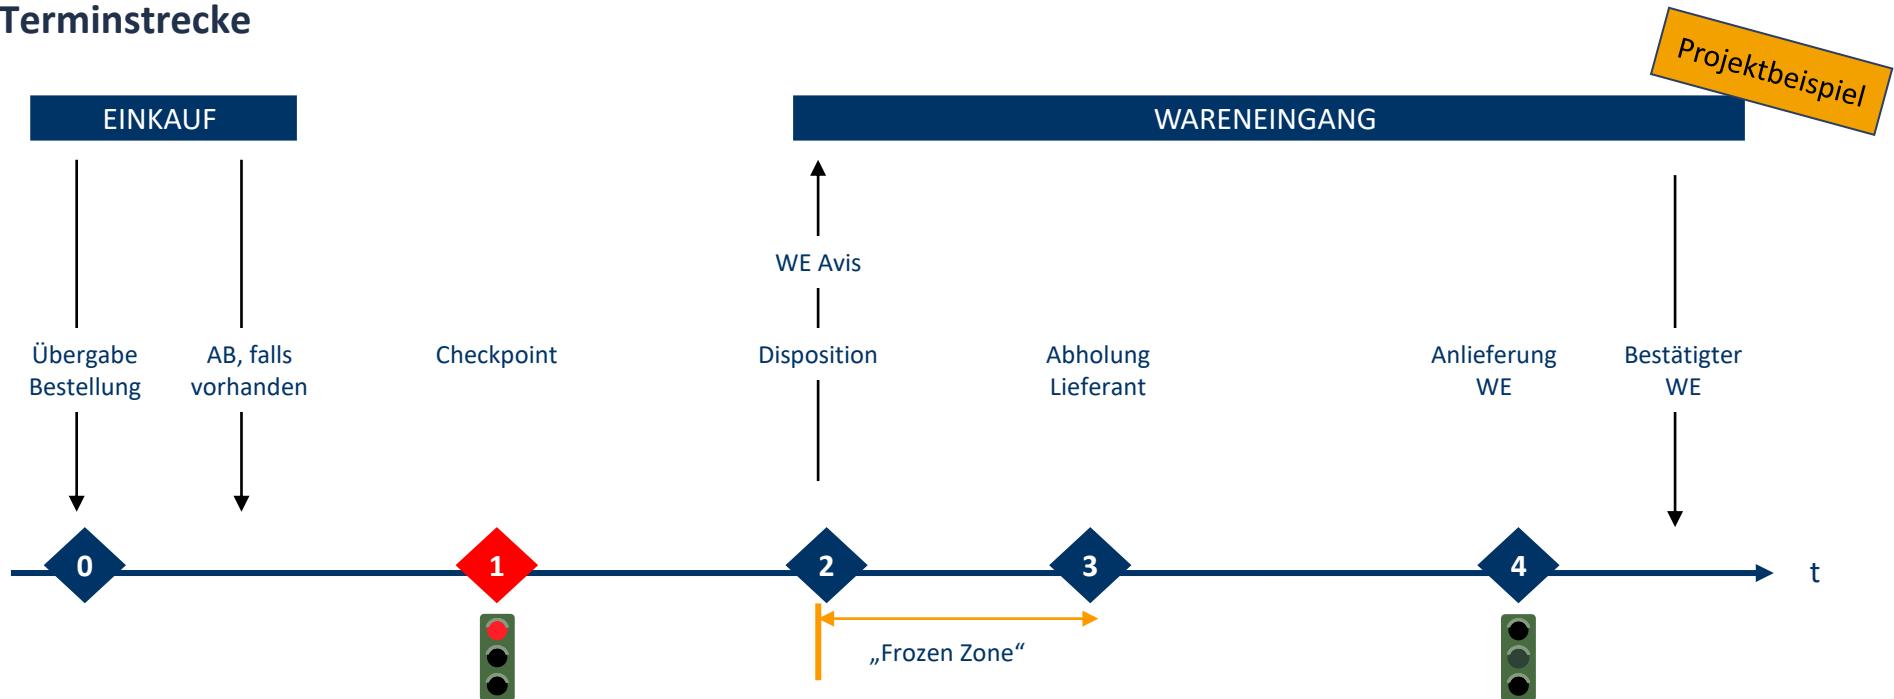 Terminstrecke
Projektbeispiel
EINKAUF
WARENEINGANG
WE Avis
Übergabe
Bestellung
AB, falls
vorhanden
Checkpoint
Disposition
Abholung
Lieferant
Anlieferung
WE
Bestätigter
WE
0
1
2
3
4
t
„Frozen Zone“